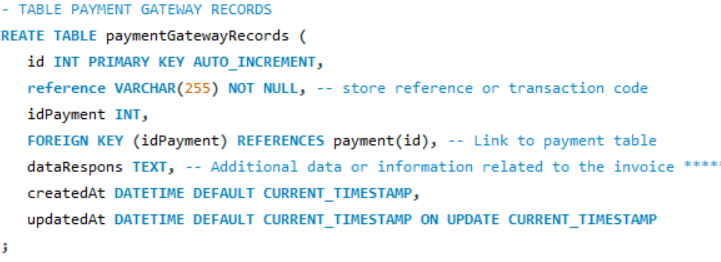 - TABLE PAYMENT GATEWAY RECORDS
REATE TABLE paymentGatewayRecords (
id INT PRIMARY KEY AUTO_INCREMENT,
reference VARCHAR(255) NOT NULL, -- store reference or transaction code
idPayment INT,
FOREIGN KEY (idPayment) REFERENCES payment(id), -- Link to payment table
dataRespons TEXT, -- Additional data or information related to the invoice *****
createdAt DATETIME DEFAULT CURRENT_TIMESTAMP,
updatedAt DATETIME DEFAULT CURRENT_TIMESTAMP ON UPDATE CURRENT_TIMESTAMP
;